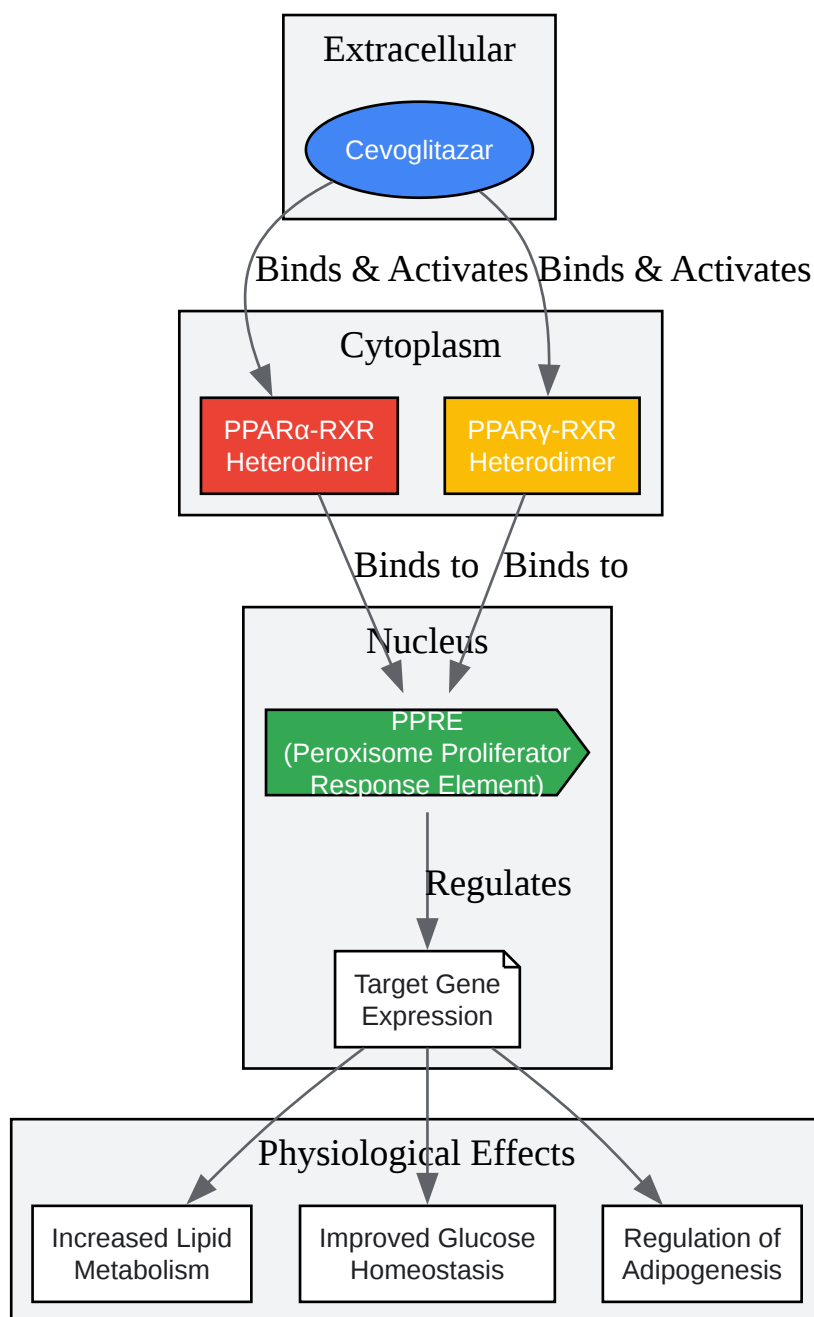 Extracellular
Cevoglitazar
Binds & Activates
Binds & Activates
Cytoplasm
PPARα-RXR
Heterodimer
PPARγ-RXR
Heterodimer
Binds to
Binds to
Nucleus
PPRE
(Peroxisome Proliferator
Response Element)
Regulates
Target Gene
Expression
Physiological Effects
Increased Lipid
Metabolism
Improved Glucose
Homeostasis
Regulation of
Adipogenesis